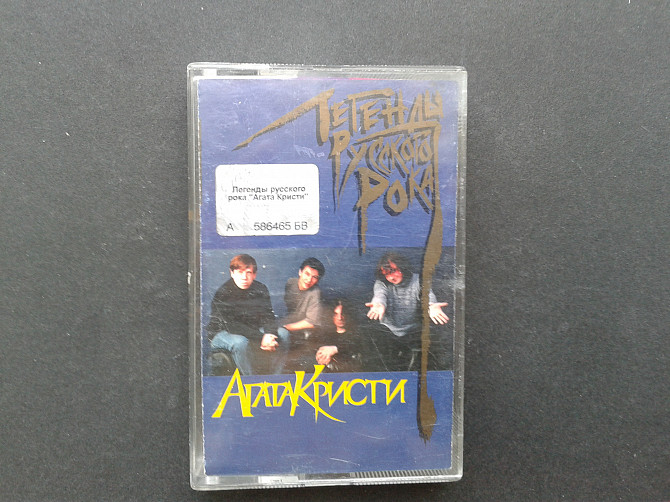 Легенды
Русского
Рока
Легенды русского
рока "Агата Кристи"
А 586465 БВ
АгатаКристи